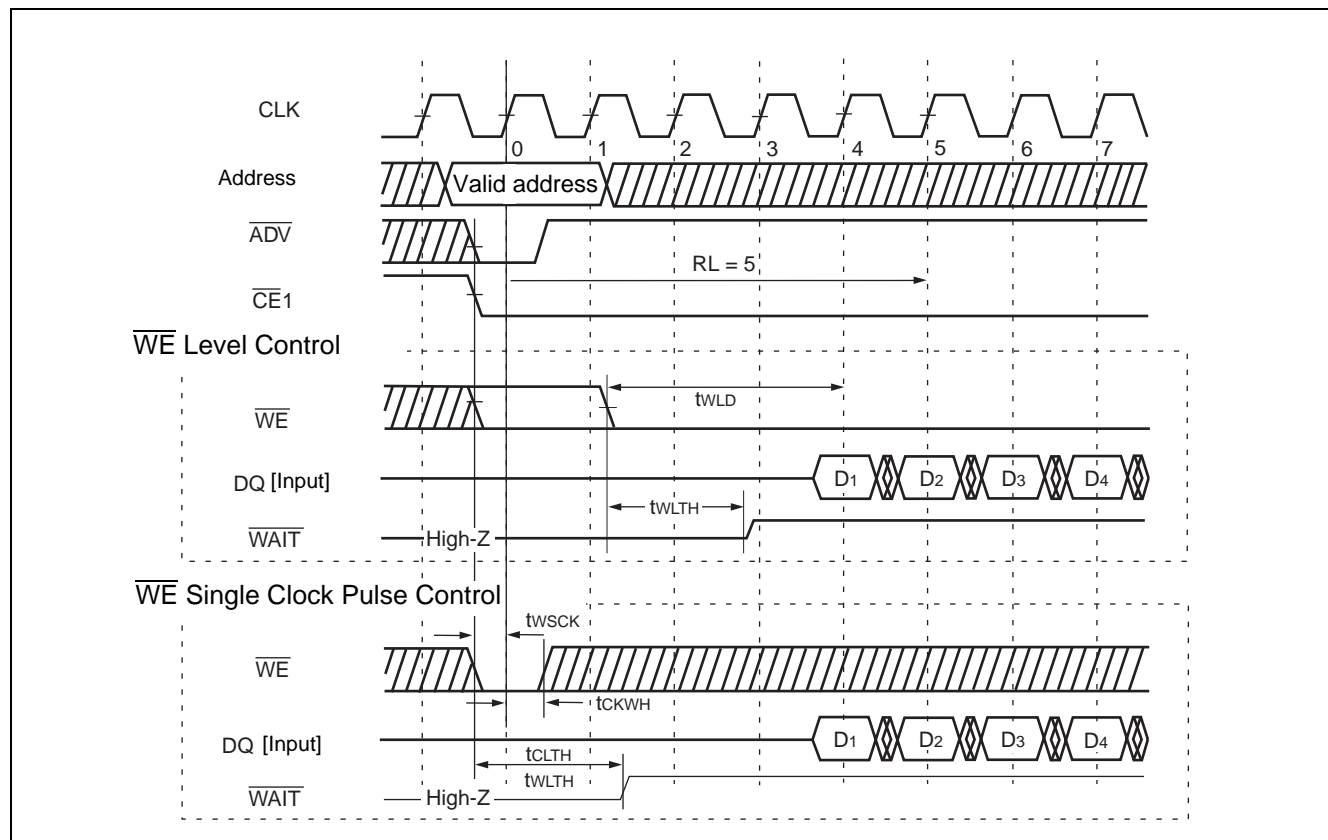 CLK
0 1 2 3 4 5 6 7
Address
Valid address
ADV
RL = 5
CE1
WE Level Control
tWLD
WE
DQ [Input]
D1 D2 D3 D4
tWLTH
WAIT
High-Z
WE Single Clock Pulse Control
tWSCK
WE
tCKWH
DQ [Input]
D1 D2 D3 D4
tCLTH
tWLTH
WAIT
High-Z